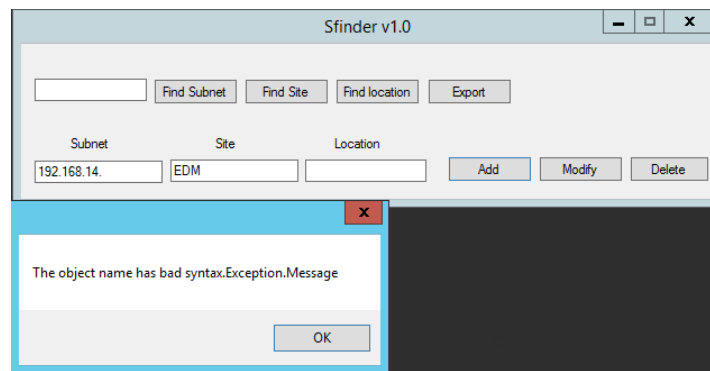 Sfinder v1.0
Find Subnet Find Site Find location Export
Subnet Site Location
192.168.14. EDM Add Modify Delete
The object name has bad syntax.Exception.Message
OK